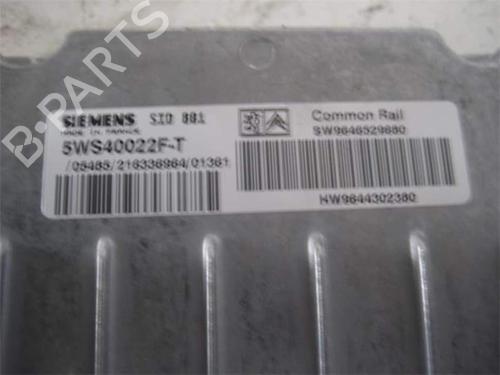 B-PARTS
SIEMENS SID 801
MADE IN FRANCE
5WS40022F-T
/05485/216336964/01361
Common Rail
SW9646529680
HW9644302380